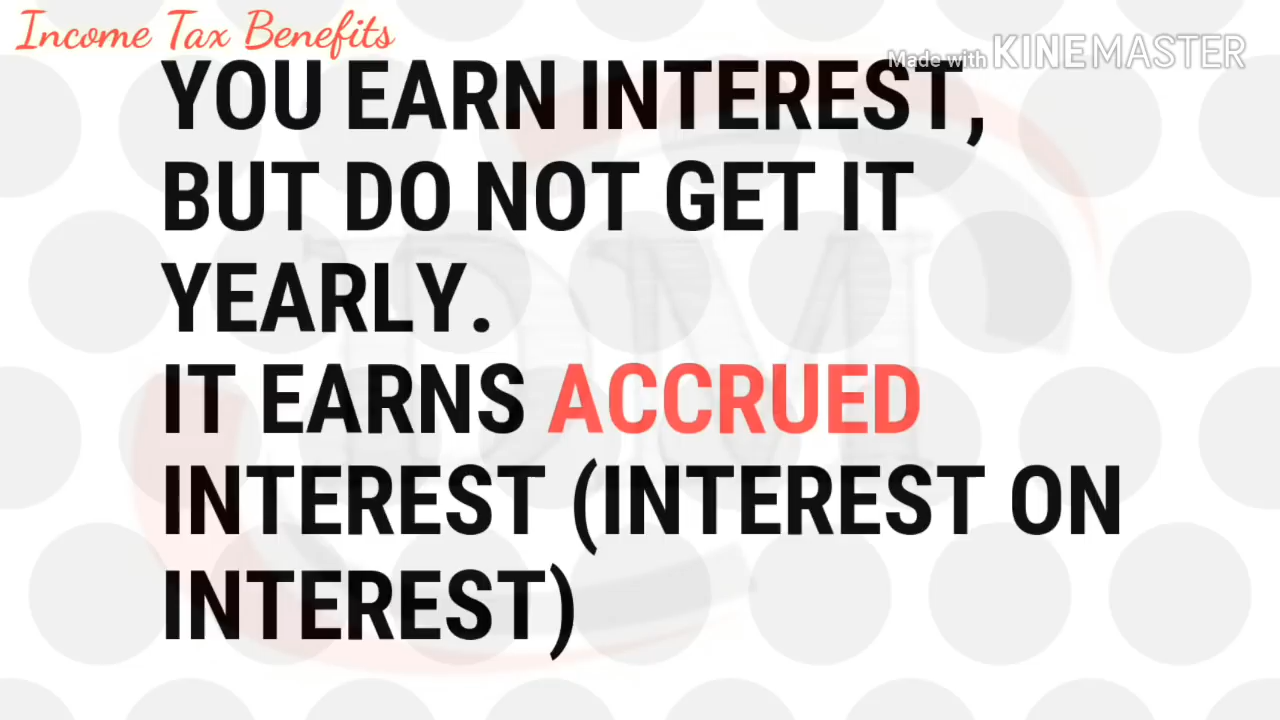 Income Tax Benefits
Made with KINEMASTER
YOU EARN INTEREST,
BUT DO NOT GET IT
YEARLY.
IT EARNS ACCRUED
INTEREST (INTEREST ON
INTEREST)